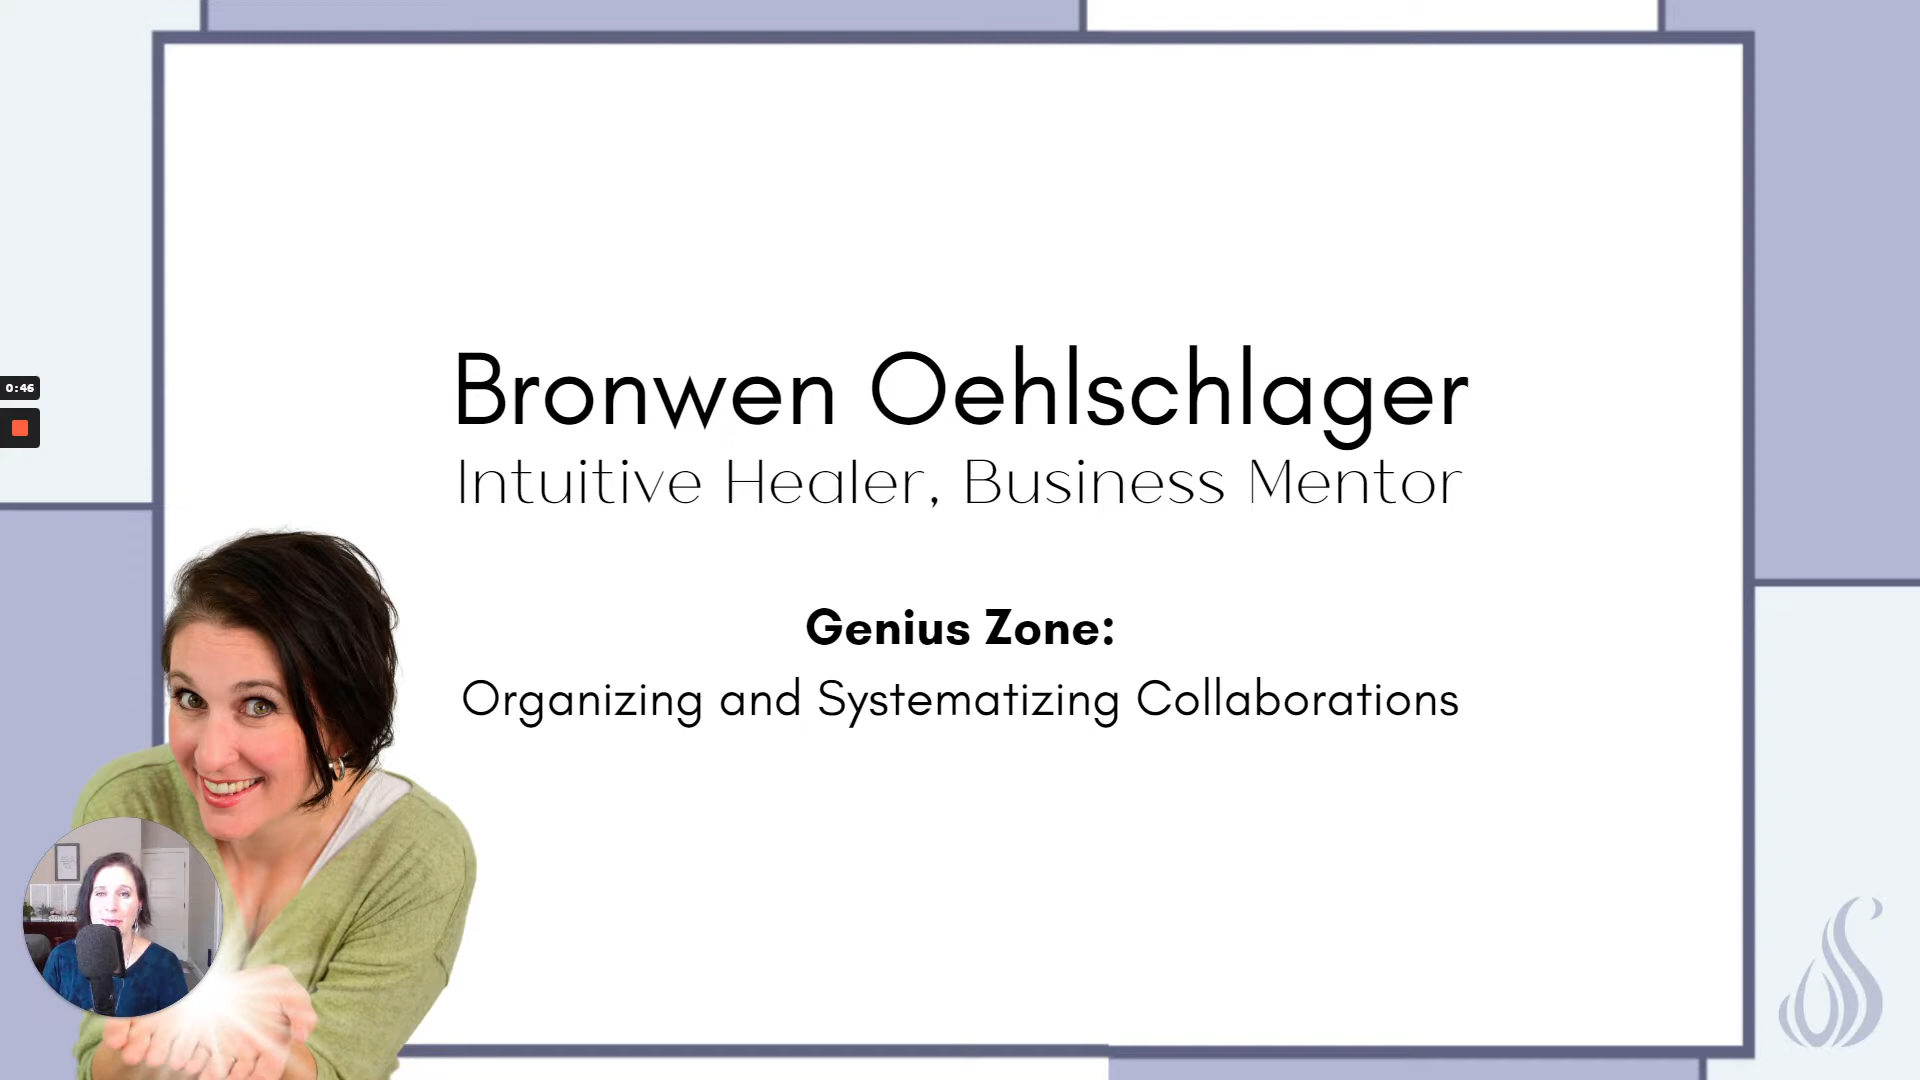 0:46
Bronwen Oehlschlager
Intuitive Healer, Business Mentor
Genius Zone:
Organizing and Systematizing Collaborations